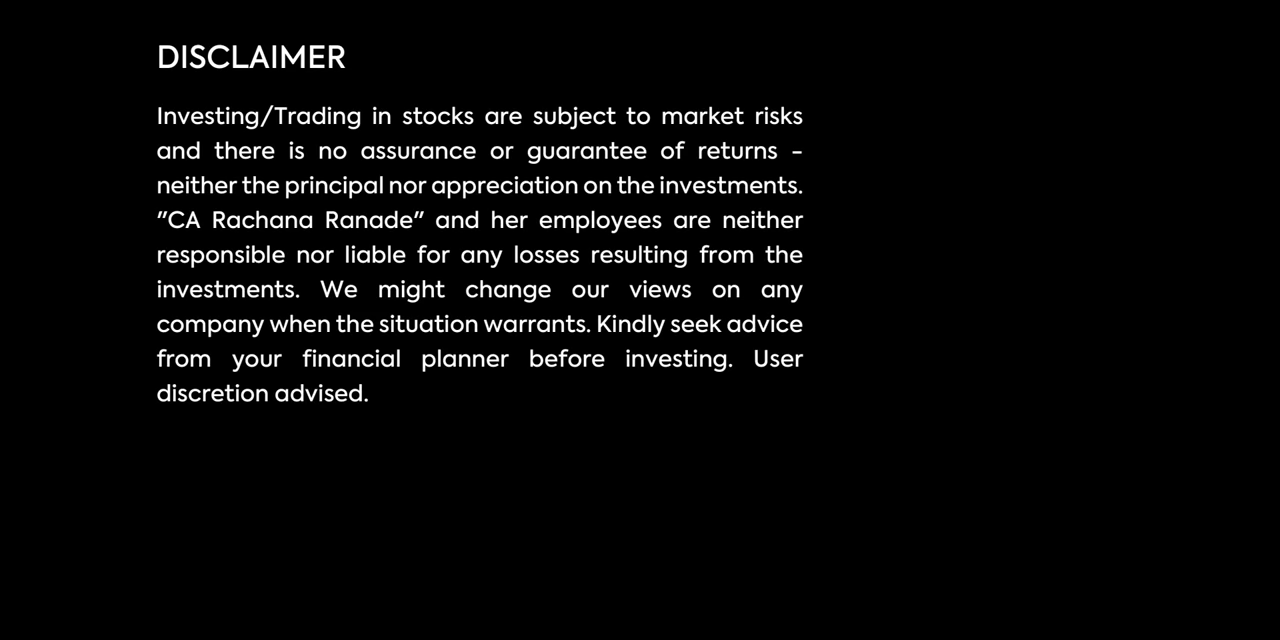 DISCLAIMER
Investing/Trading in stocks are subject to market risks
and there is no assurance or guarantee of returns -
neither the principal nor appreciation on the investments.
"CA Rachana Ranade" and her employees are neither
responsible nor liable for any losses resulting from the
investments. We might change our views on any
company when the situation warrants. Kindly seek advice
from your financial planner before investing. User
discretion advised.